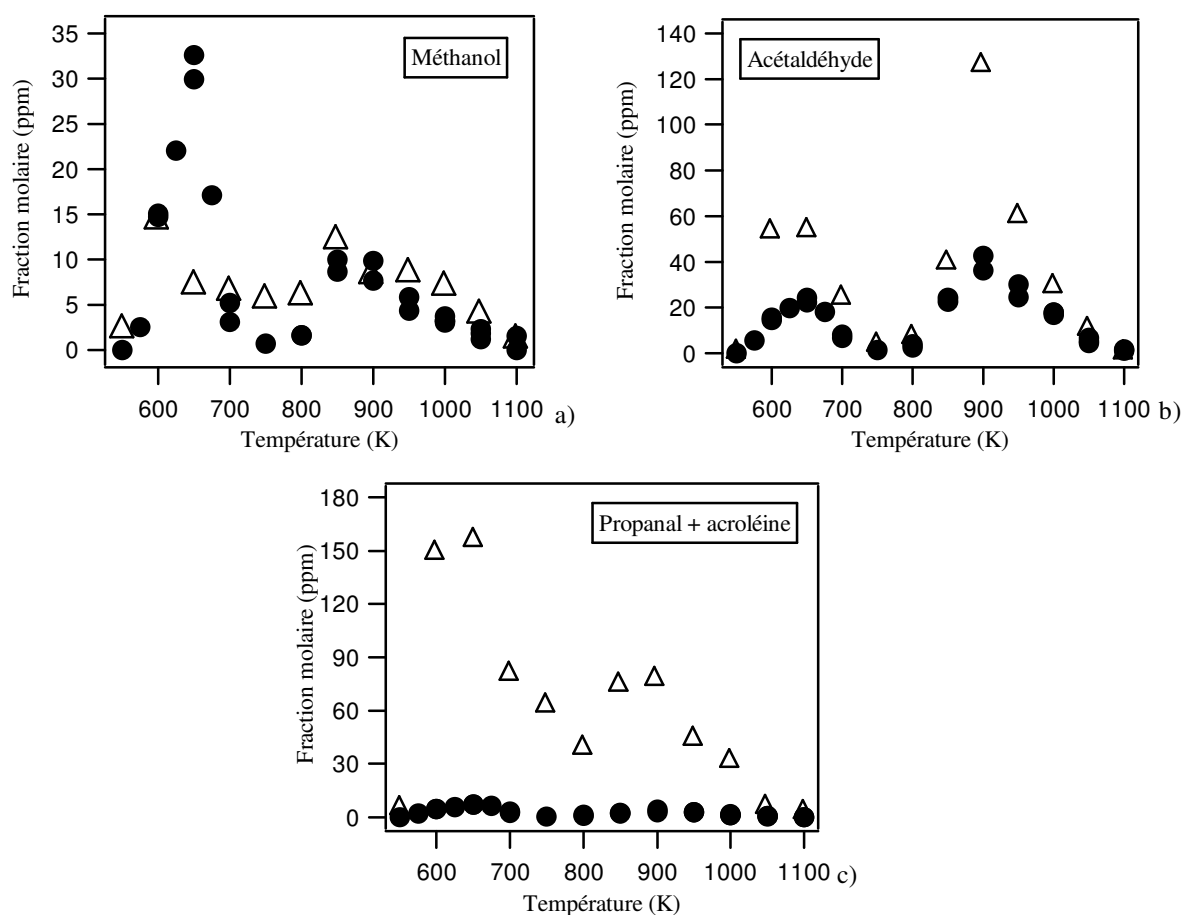 Méthanol
Fraction molaire (ppm)
35
30
25
20
15
10
5
0
600 700 800 900 1000 1100
Température (K)
a)
Acétaldéhyde
Fraction molaire (ppm)
140
120
100
80
60
40
20
0
600 700 800 900 1000 1100
Température (K)
b)
Propanal + acroléine
Fraction molaire (ppm)
180
150
120
90
60
30
0
600 700 800 900 1000 1100
Température (K)
c)